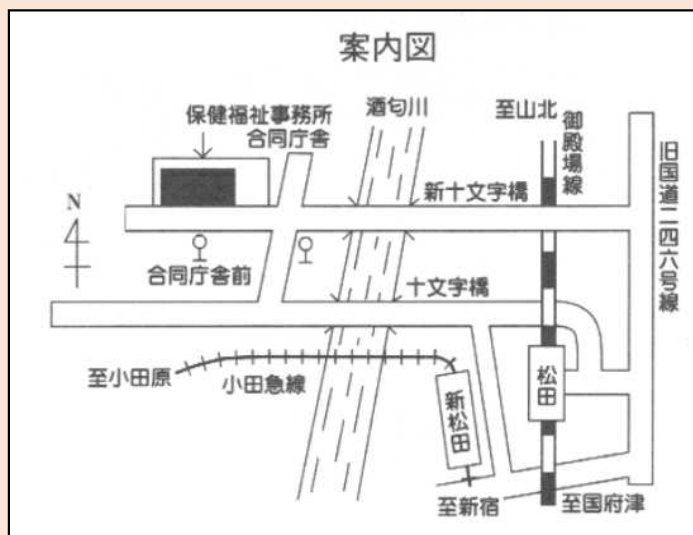 案内図
保健福祉事務所
合同庁舎
酒匂川
至山北
御殿場線
旧国道二四六号線
新十文字橋
N
合同庁舎前
十文字橋
至小田原
小田急線
新松田
松田
至新宿
至国府津